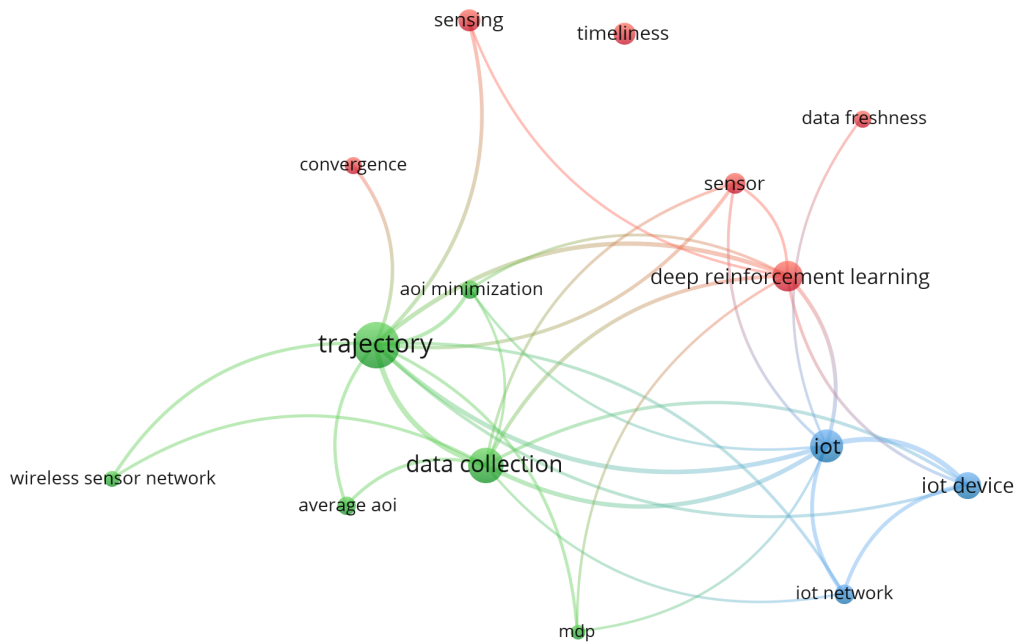 sensing
timeliness
data freshness
convergence
sensor
deep reinforcement learning
aoi minimization
trajectory
iot
data collection
wireless sensor network
iot device
average aoi
iot network
mdp